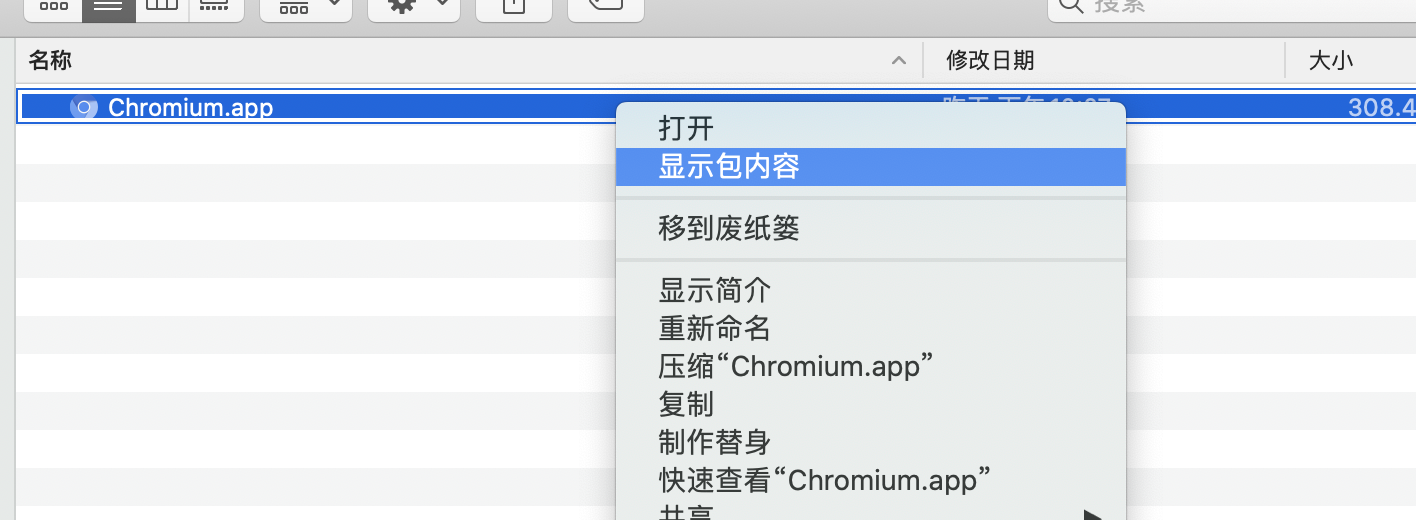 搜索
名称
修改日期
大小
Chromium.app
308.4
打开
显示包内容
移到废纸篓
显示简介
重新命名
压缩“Chromium.app”
复制
制作替身
快速查看“Chromium.app”
共享